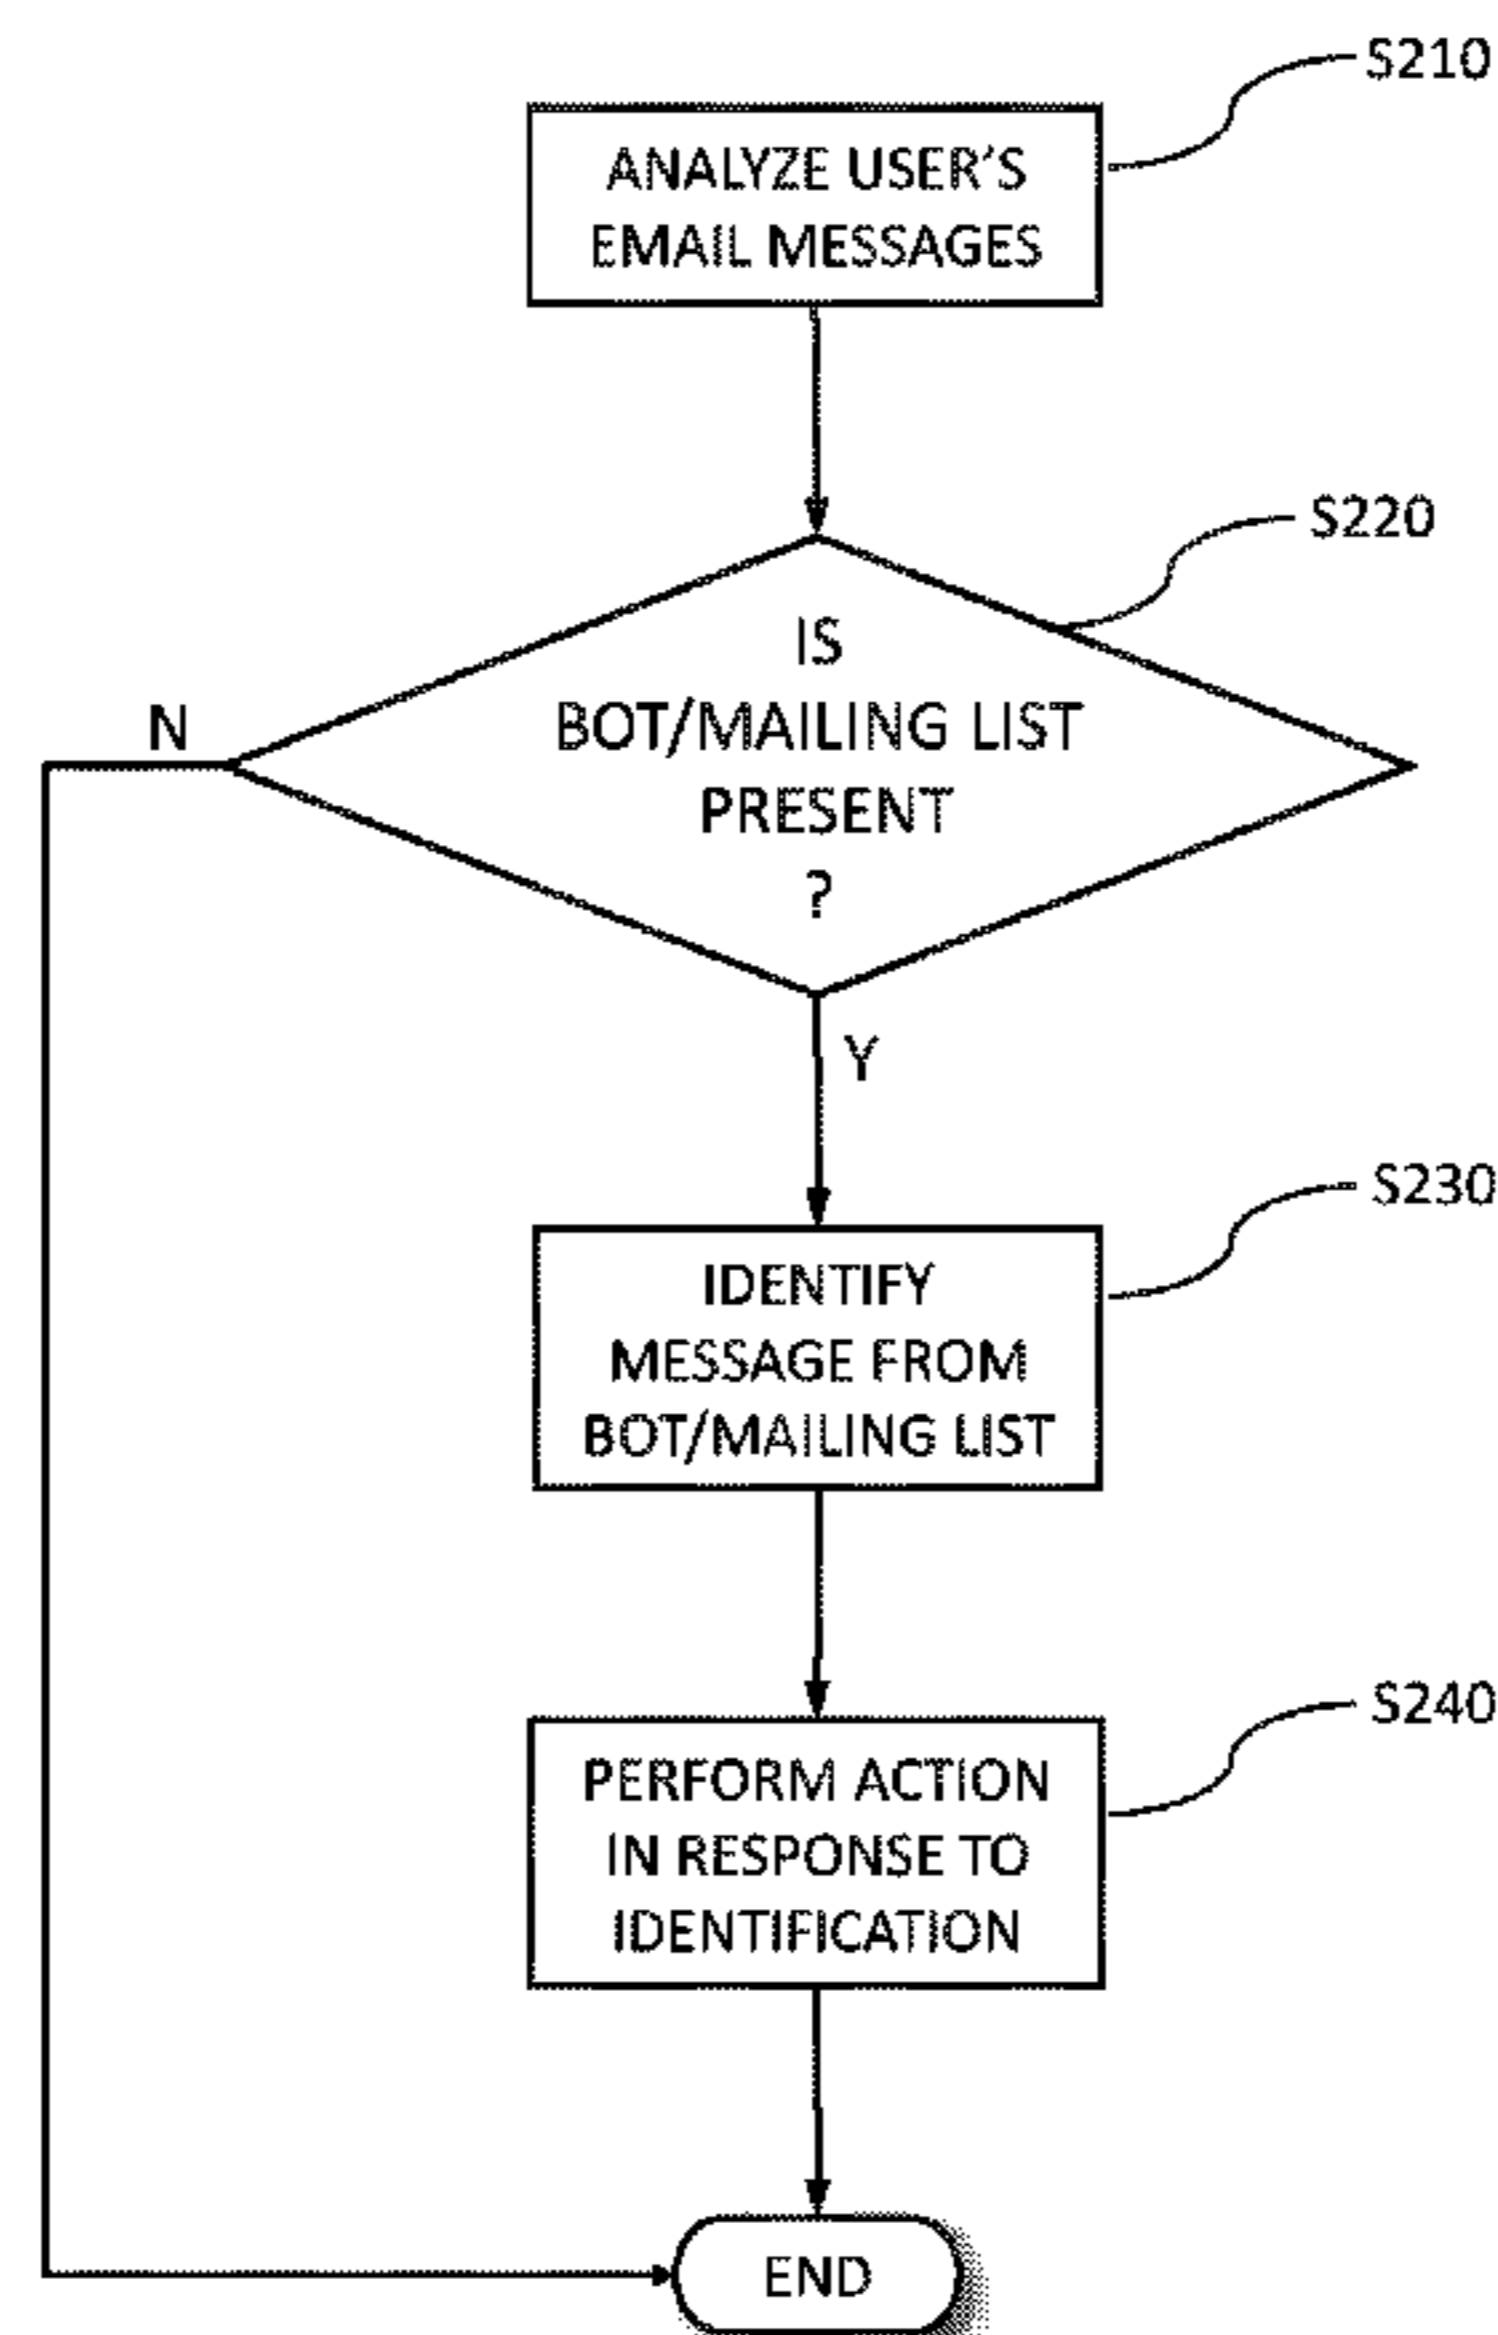 S210
ANALYZE USER'S
EMAIL MESSAGES
S220
IS
BOT/MAILING LIST
PRESENT
?
N
Y
S230
IDENTIFY
MESSAGE FROM
BOT/MAILING LIST
S240
PERFORM ACTION
IN RESPONSE TO
IDENTIFICATION
END